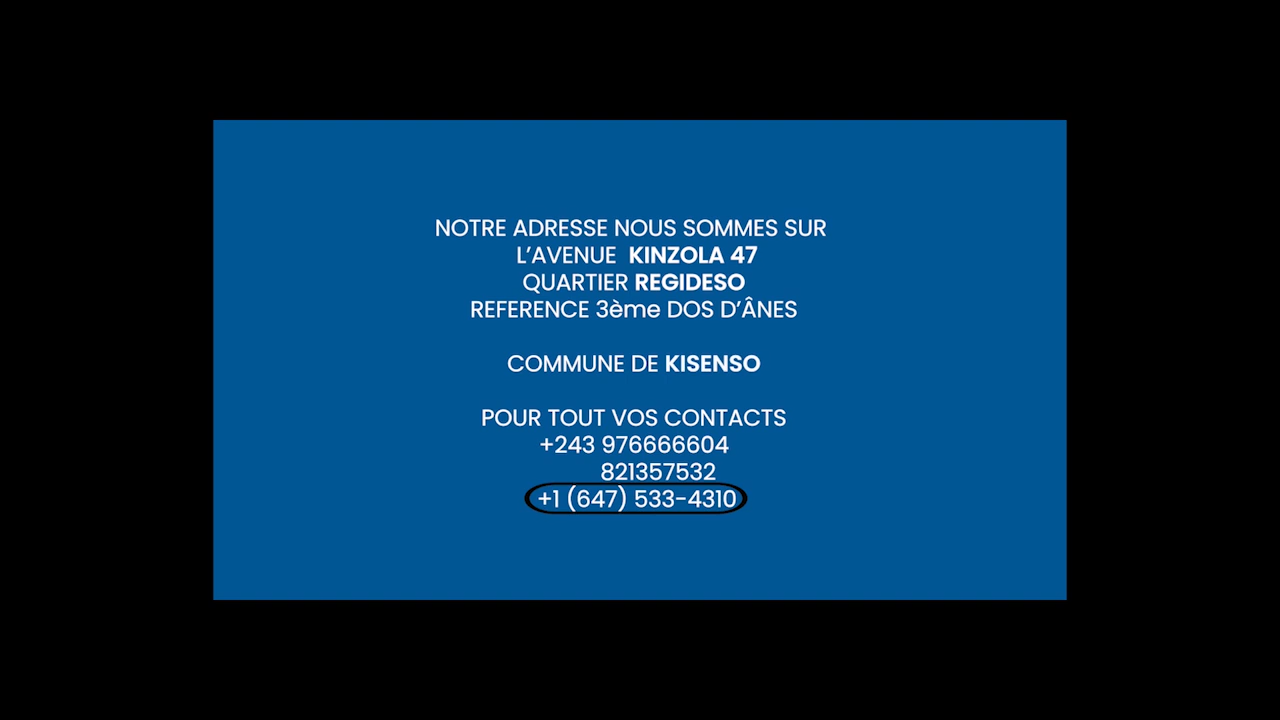 NOTRE ADRESSE NOUS SOMMES SUR
L’AVENUE KINZOLA 47
QUARTIER REGIDESO
REFERENCE 3ème DOS D’ÂNES
COMMUNE DE KISENSO
POUR TOUT VOS CONTACTS
+243 976666604
821357532
+1 (647) 533-4310